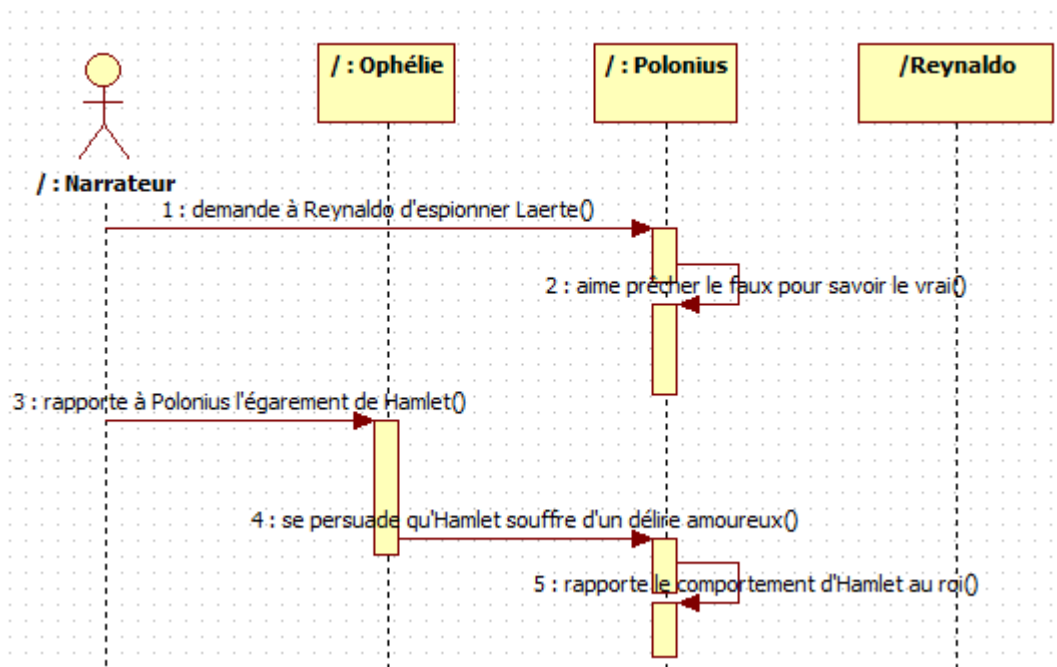 / : Ophélie
/ : Polonius
/Reynaldo
/ : Narrateur
1 : demande à Reynaldo d'espionner Laerte()
2 : aime prêcher le faux pour savoir le vrai()
3 : rapporte à Polonius l'égarement de Hamlet()
4 : se persuade qu'Hamlet souffre d'un délire amoureux()
5 : rapporte le comportement d'Hamlet au roi()